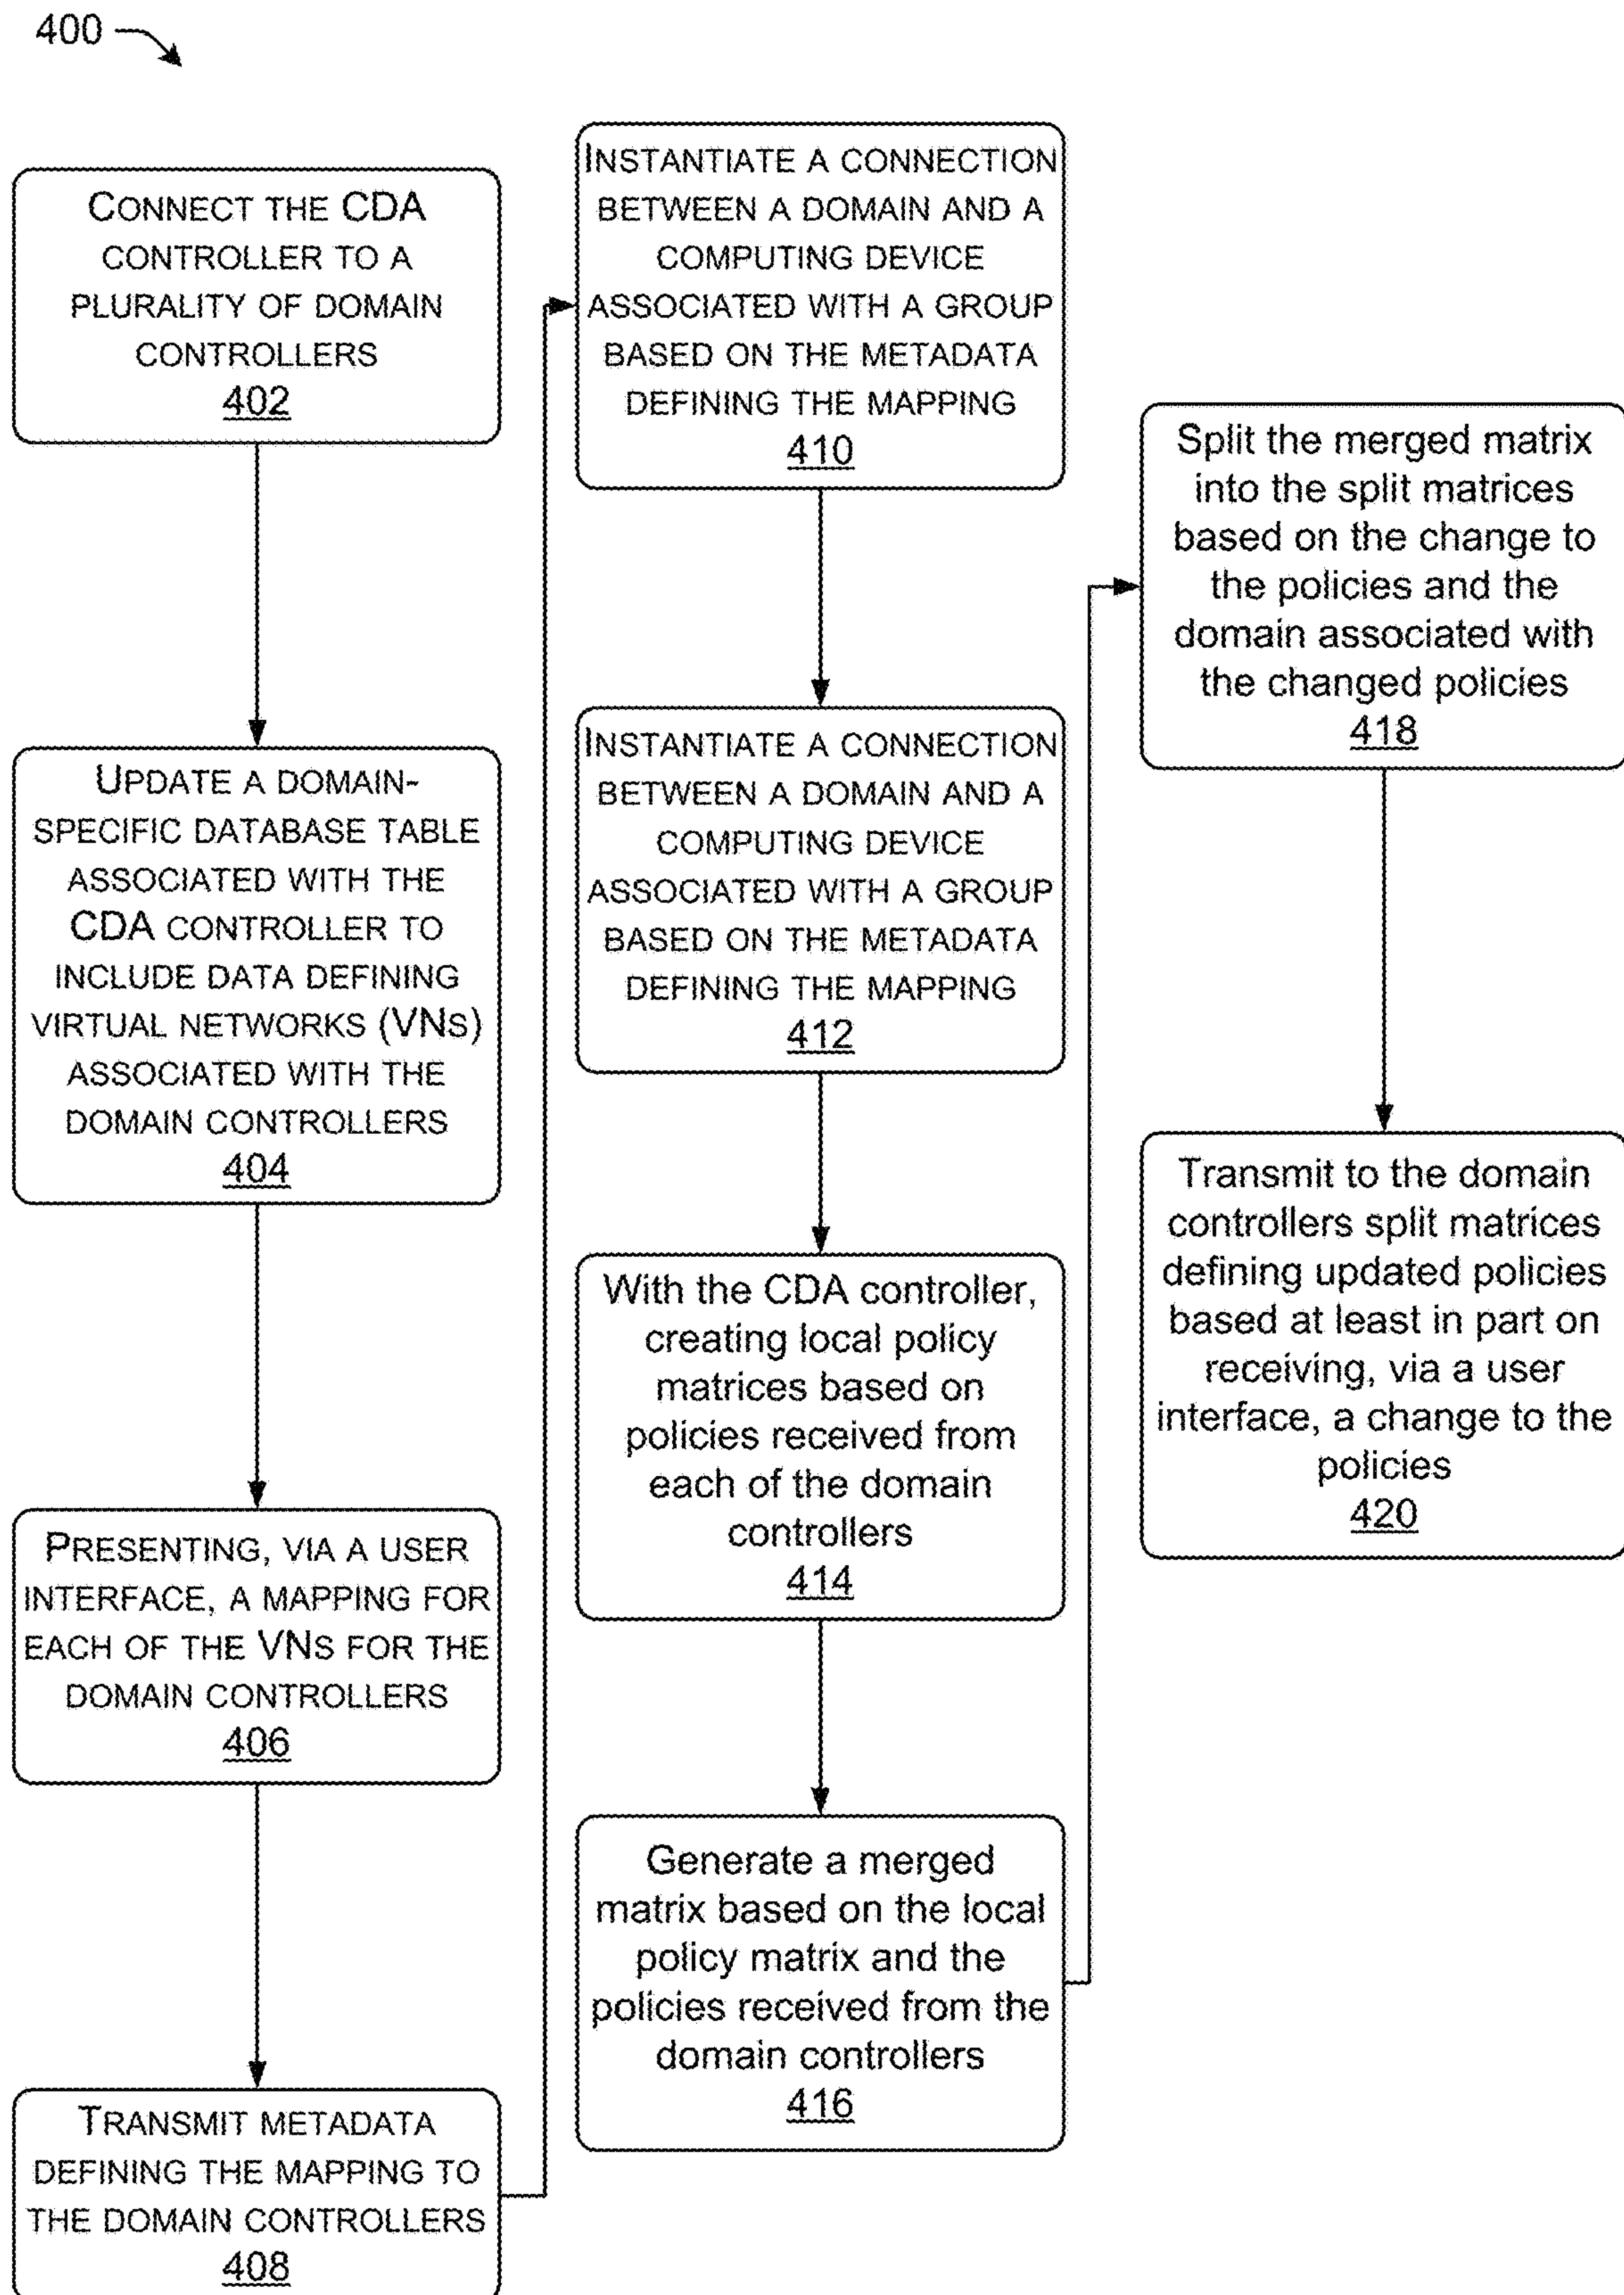 400
CONNECT THE CDA
CONTROLLER TO A
PLURALITY OF DOMAIN
CONTROLLERS
402
UPDATE A DOMAIN-
SPECIFIC DATABASE TABLE
ASSOCIATED WITH THE
CDA CONTROLLER TO
INCLUDE DATA DEFINING
VIRTUAL NETWORKS (VNS)
ASSOCIATED WITH THE
DOMAIN CONTROLLERS
404
PRESENTING, VIA A USER
INTERFACE, A MAPPING FOR
EACH OF THE VNS FOR THE
DOMAIN CONTROLLERS
406
TRANSMIT METADATA
DEFINING THE MAPPING TO
THE DOMAIN CONTROLLERS
408
INSTANTIATE A CONNECTION
BETWEEN A DOMAIN AND A
COMPUTING DEVICE
ASSOCIATED WITH A GROUP
BASED ON THE METADATA
DEFINING THE MAPPING
410
INSTANTIATE A CONNECTION
BETWEEN A DOMAIN AND A
COMPUTING DEVICE
ASSOCIATED WITH A GROUP
BASED ON THE METADATA
DEFINING THE MAPPING
412
With the CDA controller,
creating local policy
matrices based on
policies received from
each of the domain
controllers
414
Generate a merged
matrix based on the local
policy matrix and the
policies received from the
domain controllers
416
Split the merged matrix
into the split matrices
based on the change to
the policies and the
domain associated with
the changed policies
418
Transmit to the domain
controllers split matrices
defining updated policies
based at least in part on
receiving, via a user
interface, a change to the
policies
420